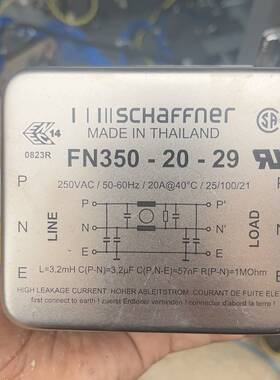 SCHAFFNER
MADE IN THAILAND
14
0823R
FN350 - 20 - 29
250VAC / 50-60Hz / 20A@40°C / 25/100/21
P P P' P'
LINE LOAD
N N N' N'
E E E
L=3,2mH C(P-N)=3,2µF C(P,N-E)=57nF R(P-N)=1MOhm
HIGH LEAKAGE CURRENT. HOHER ABLEITSTROM. COURANT DE FUITE ELE
first connect to earth ! zuerst Erdleiter verbinden ! connecter d'abord la terre !